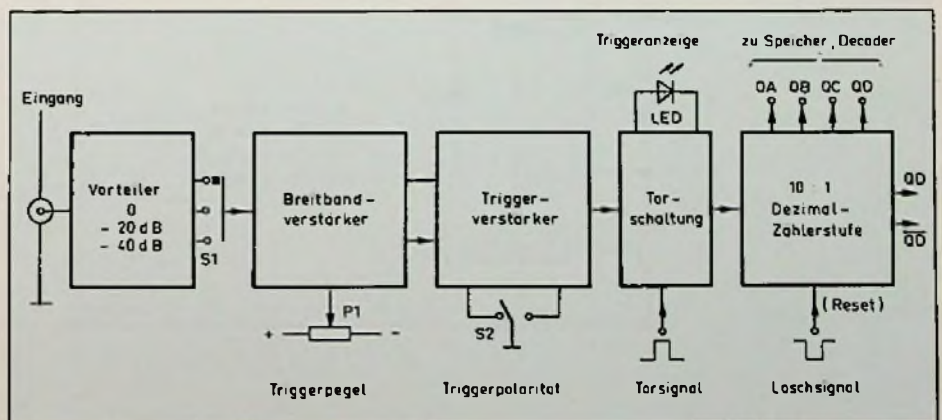 Triggeranzeige
zu Speicher, Decoder
Eingang
LED
QA QB QC QD
Vorteiler
0
- 20 dB
- 40 dB
S1
Breitband-
verstärker
Trigger-
verstärker
Tor-
schaltung
10 : 1
Dezimal-
Zählerstufe
QD
QD
P1
+
-
S2
(Reset)
Triggerpegel
Triggerpolarität
Torsignal
Löschsignal